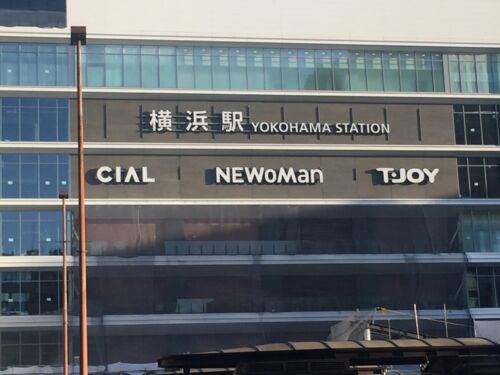 横浜駅 YOKOHAMA STATION
CIAL NEWoMan T・JOY